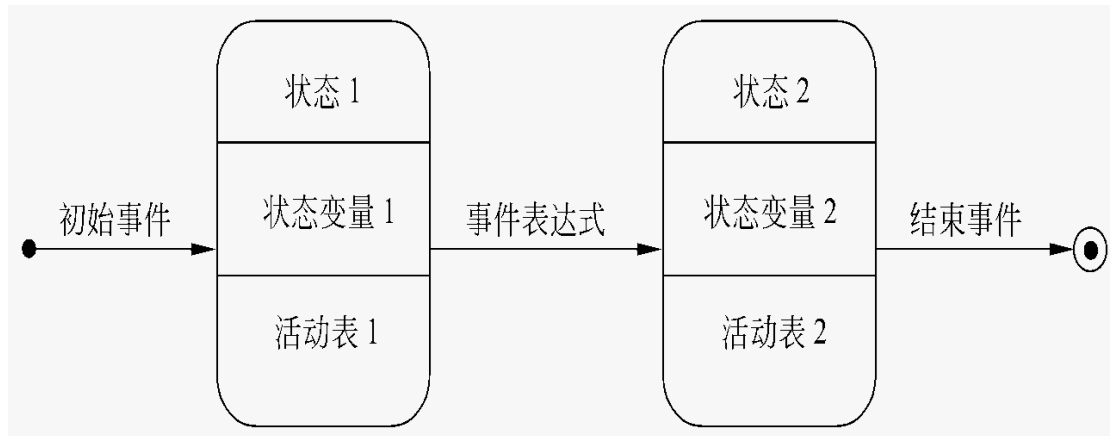 状态 1
状态 2
初始事件
状态变量 1
事件表达式
状态变量 2
结束事件
活动表 1
活动表 2